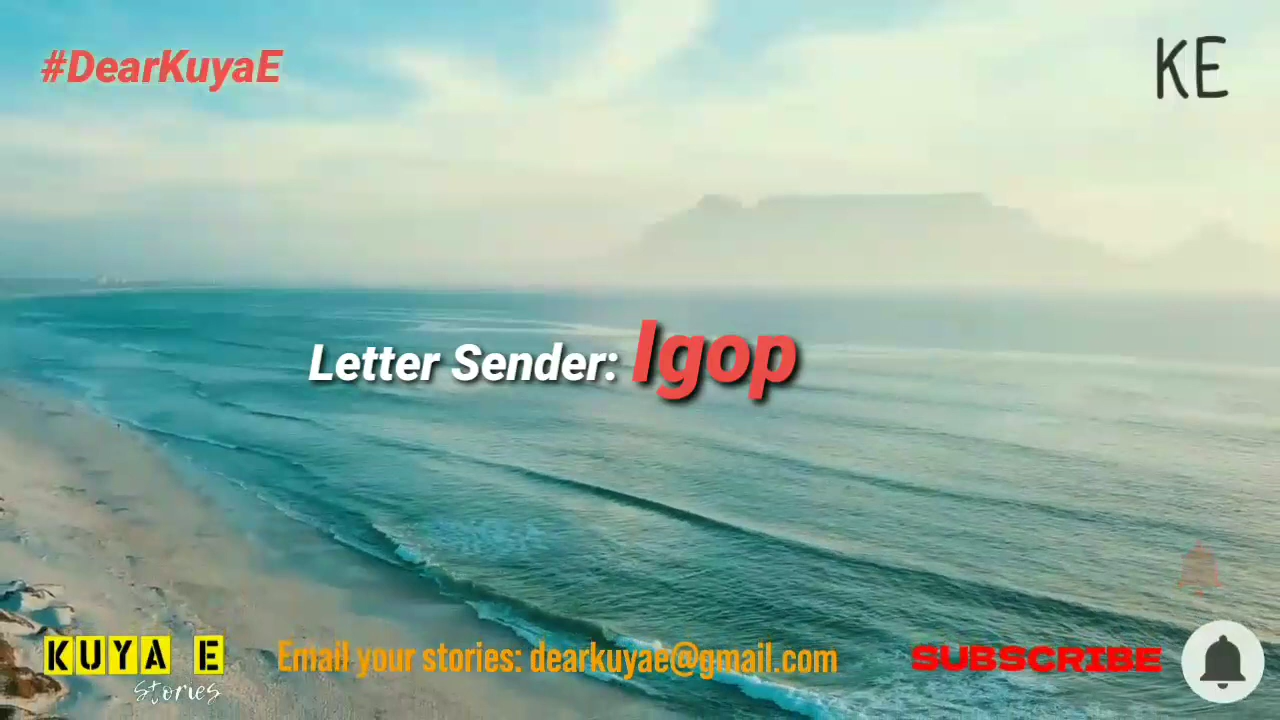 #DearKuyaE
KE
Letter Sender: Igop
KUYA E
Stories
Email your stories: dearkuyae@gmail.com
SUBSCRIBE